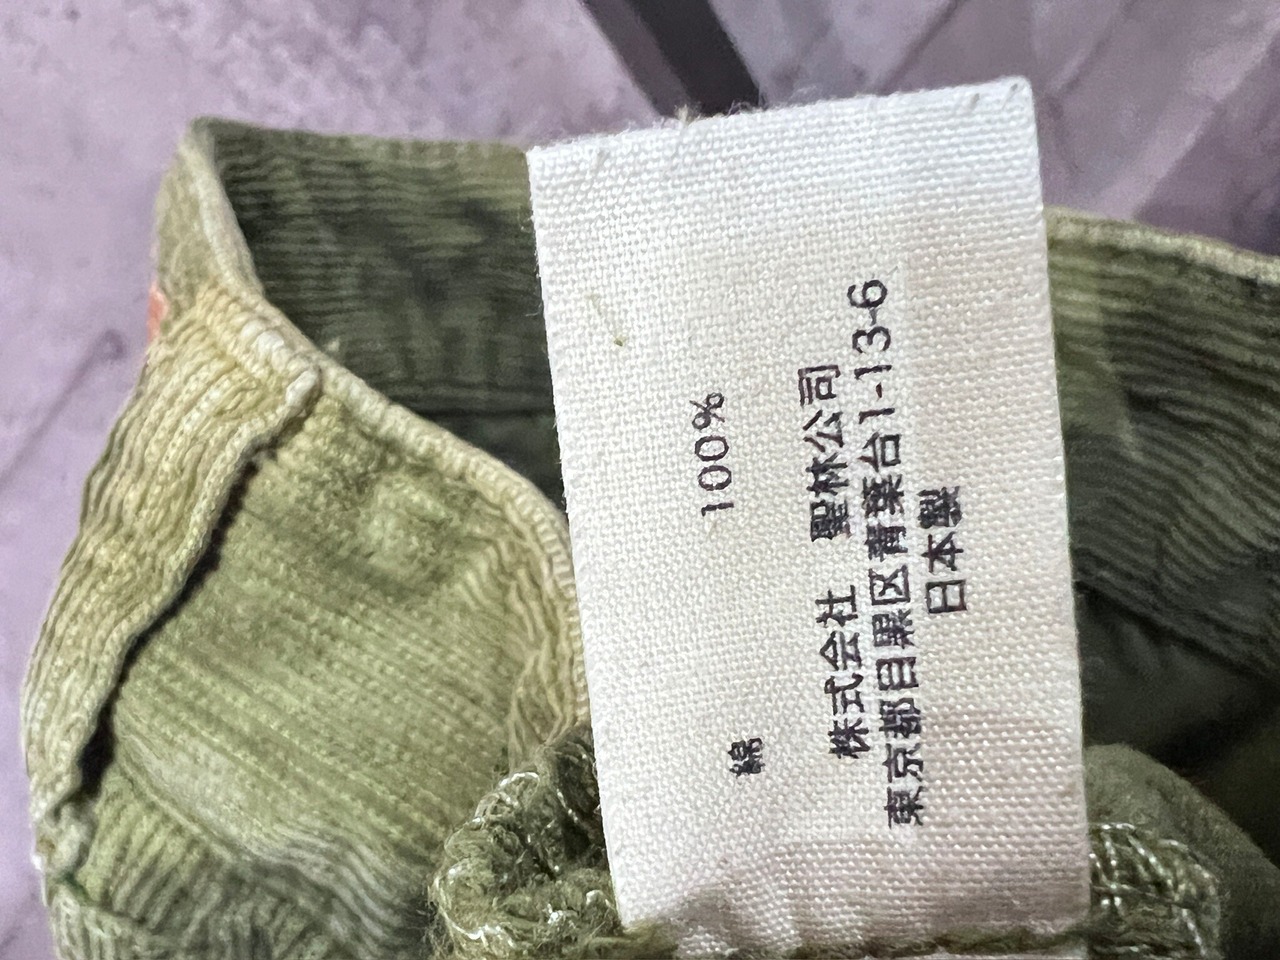 綿 100%
株式会社 聖林公司
東京都目黒区青葉台1-13-6
日本製